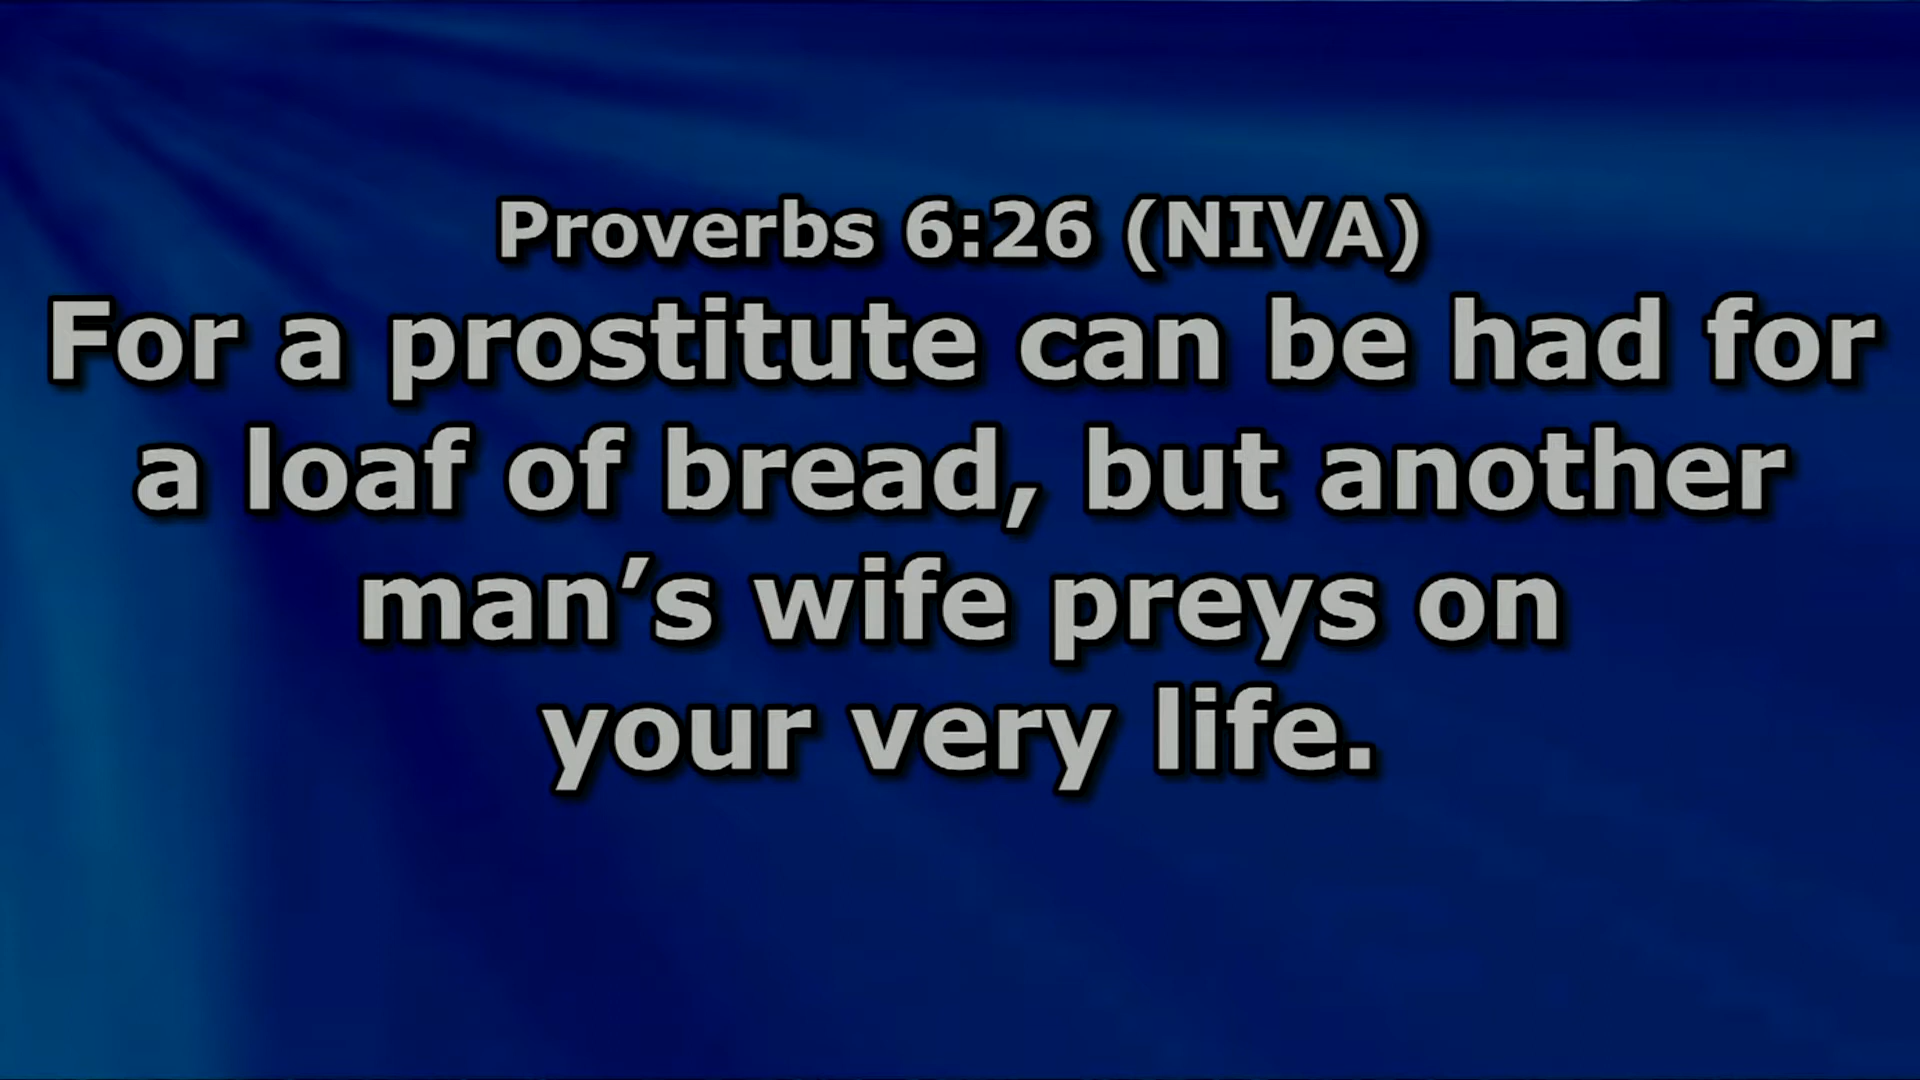 Proverbs 6:26 (NIVA)
For a prostitute can be had for
a loaf of bread, but another
man’s wife preys on
your very life.